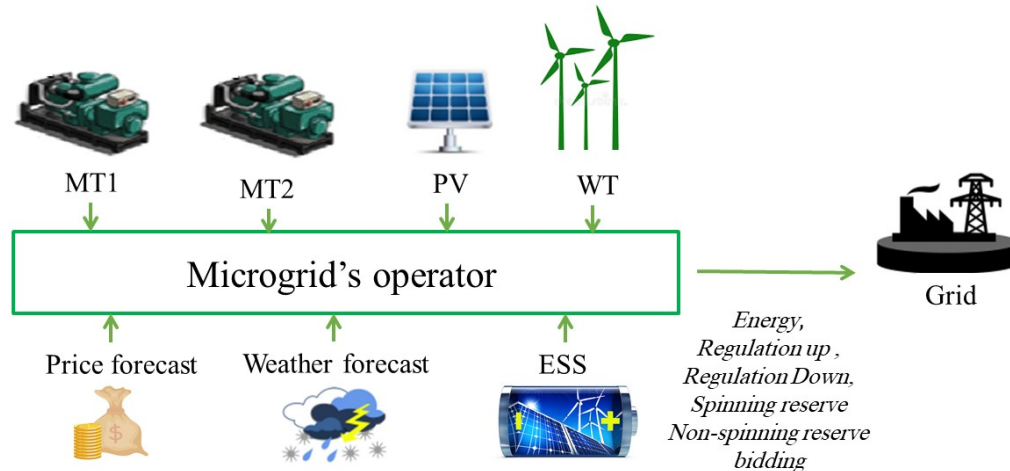 MT1
MT2
PV
WT
Microgrid's operator
Grid
Price forecast
Weather forecast
ESS
Energy,
Regulation up ,
Regulation Down,
Spinning reserve
Non-spinning reserve
bidding
$